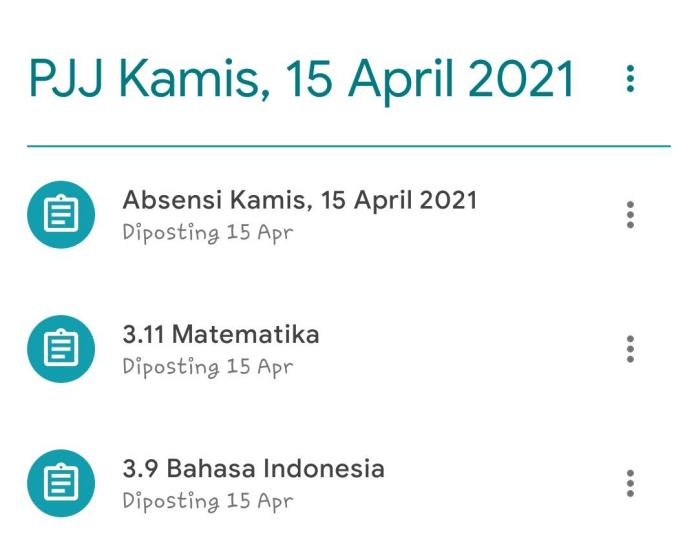 PJJ Kamis, 15 April 2021
Absensi Kamis, 15 April 2021
Diposting 15 Apr
3.11 Matematika
Diposting 15 Apr
3.9 Bahasa Indonesia
Diposting 15 Apr